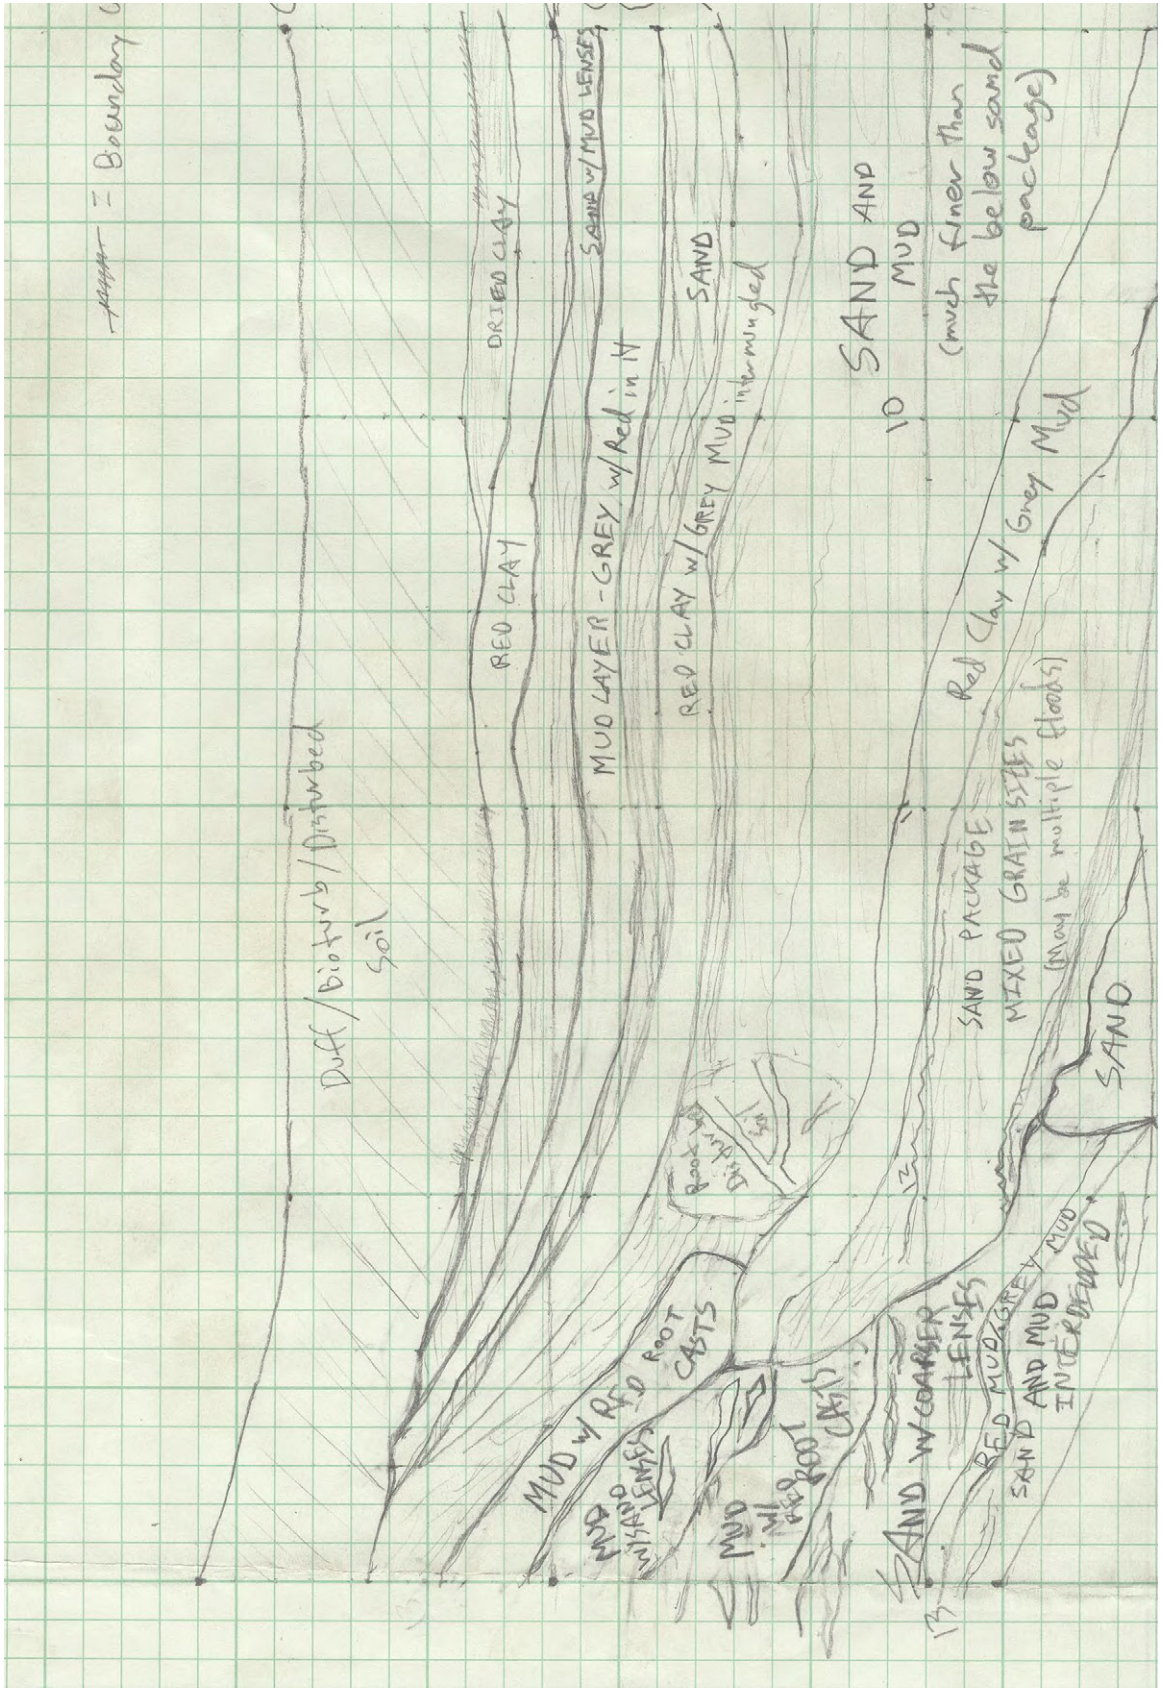 = Boundary
Duff/Bioturb/Disturbed
Soil
DRIED CLAY
RED CLAY
SAND w/MUD LENSES
MUD LAYER - GREY w/Red in it
SAND
RED CLAY w/ GREY MUD intermingled
SAND AND
MUD
(much finer than
the below sand
package)
10
11
12
13
Red Clay w/ Grey Mud
SAND PACKAGE
MIXED GRAIN SIZES
(may be multiple floods)
SAND
Soil
MUD w/ RED ROOT
CASTS
MUD
w/SAND
LENSES
MUD
w/
RED
ROOT
CASTS
SAND W/COARSER
LENSES
RED MUD/GREY MUD
SAND AND MUD
INTERBEDDED